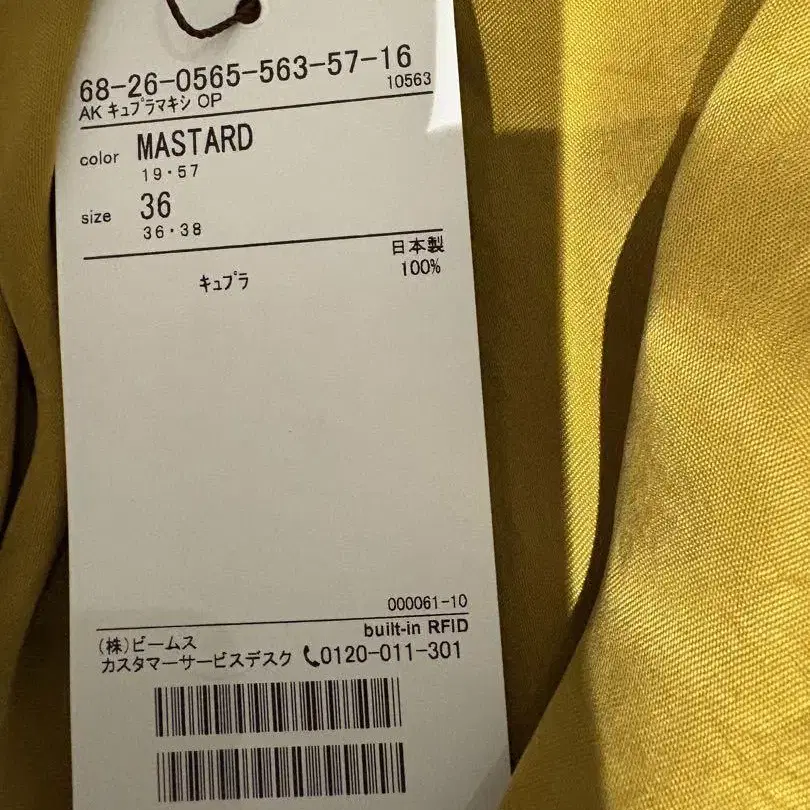 68-26-0565-563-57-16
10563
AK ｷｭﾌﾟﾗﾏｷｼ OP
color MASTARD
19・57
size 36
36・38
日本製
ｷｭﾌﾟﾗ 100%
000061-10
built-in RFID
(株)ビームス
カスタマーサービスデスク 0120-011-301